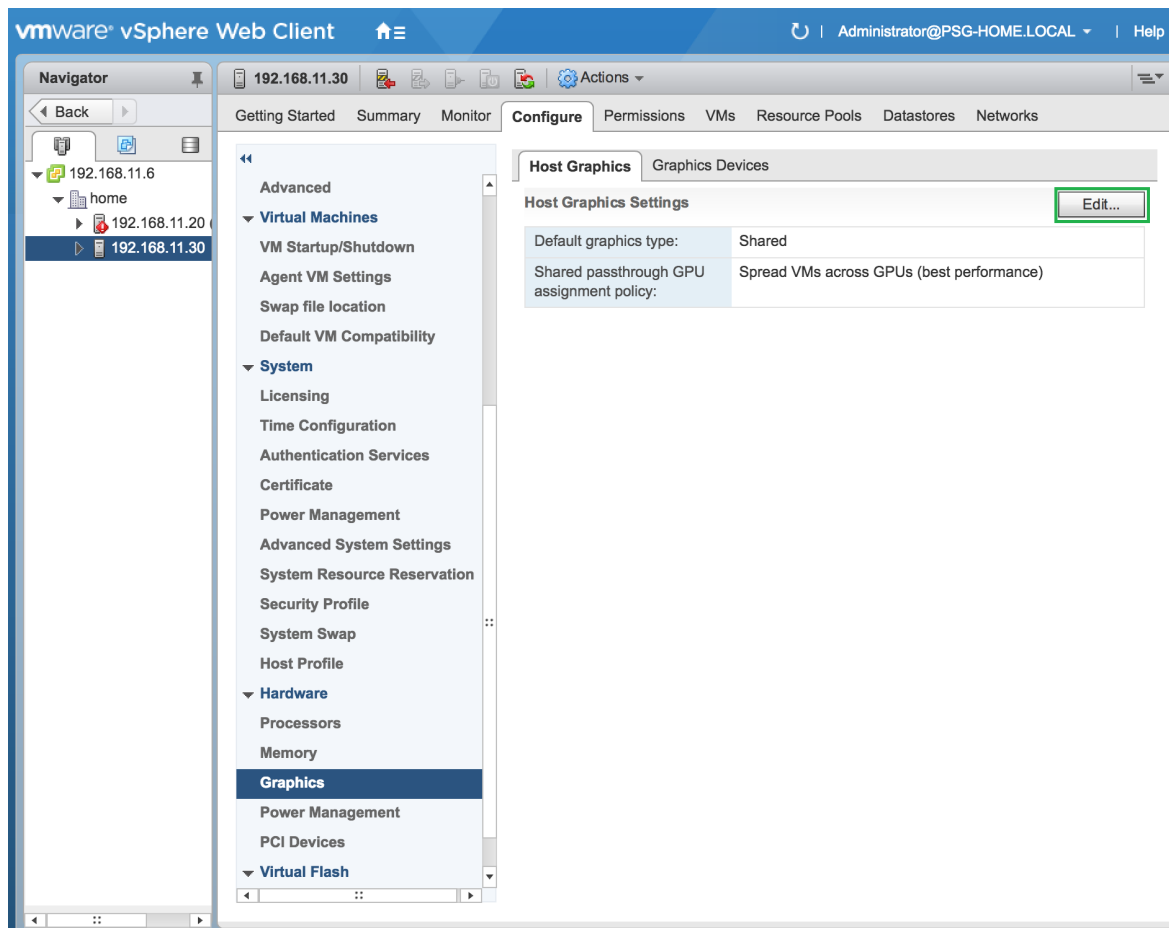 vmware® vSphere Web Client
Administrator@PSG-HOME.LOCAL
Help
Navigator
Back
192.168.11.6
home
192.168.11.20 (
192.168.11.30
192.168.11.30
Actions
Getting Started
Summary
Monitor
Configure
Permissions
VMs
Resource Pools
Datastores
Networks
Advanced
Virtual Machines
VM Startup/Shutdown
Agent VM Settings
Swap file location
Default VM Compatibility
System
Licensing
Time Configuration
Authentication Services
Certificate
Power Management
Advanced System Settings
System Resource Reservation
Security Profile
System Swap
Host Profile
Hardware
Processors
Memory
Graphics
Power Management
PCI Devices
Virtual Flash
Host Graphics
Graphics Devices
Host Graphics Settings
Edit...
Default graphics type:
Shared
Shared passthrough GPU
assignment policy:
Spread VMs across GPUs (best performance)